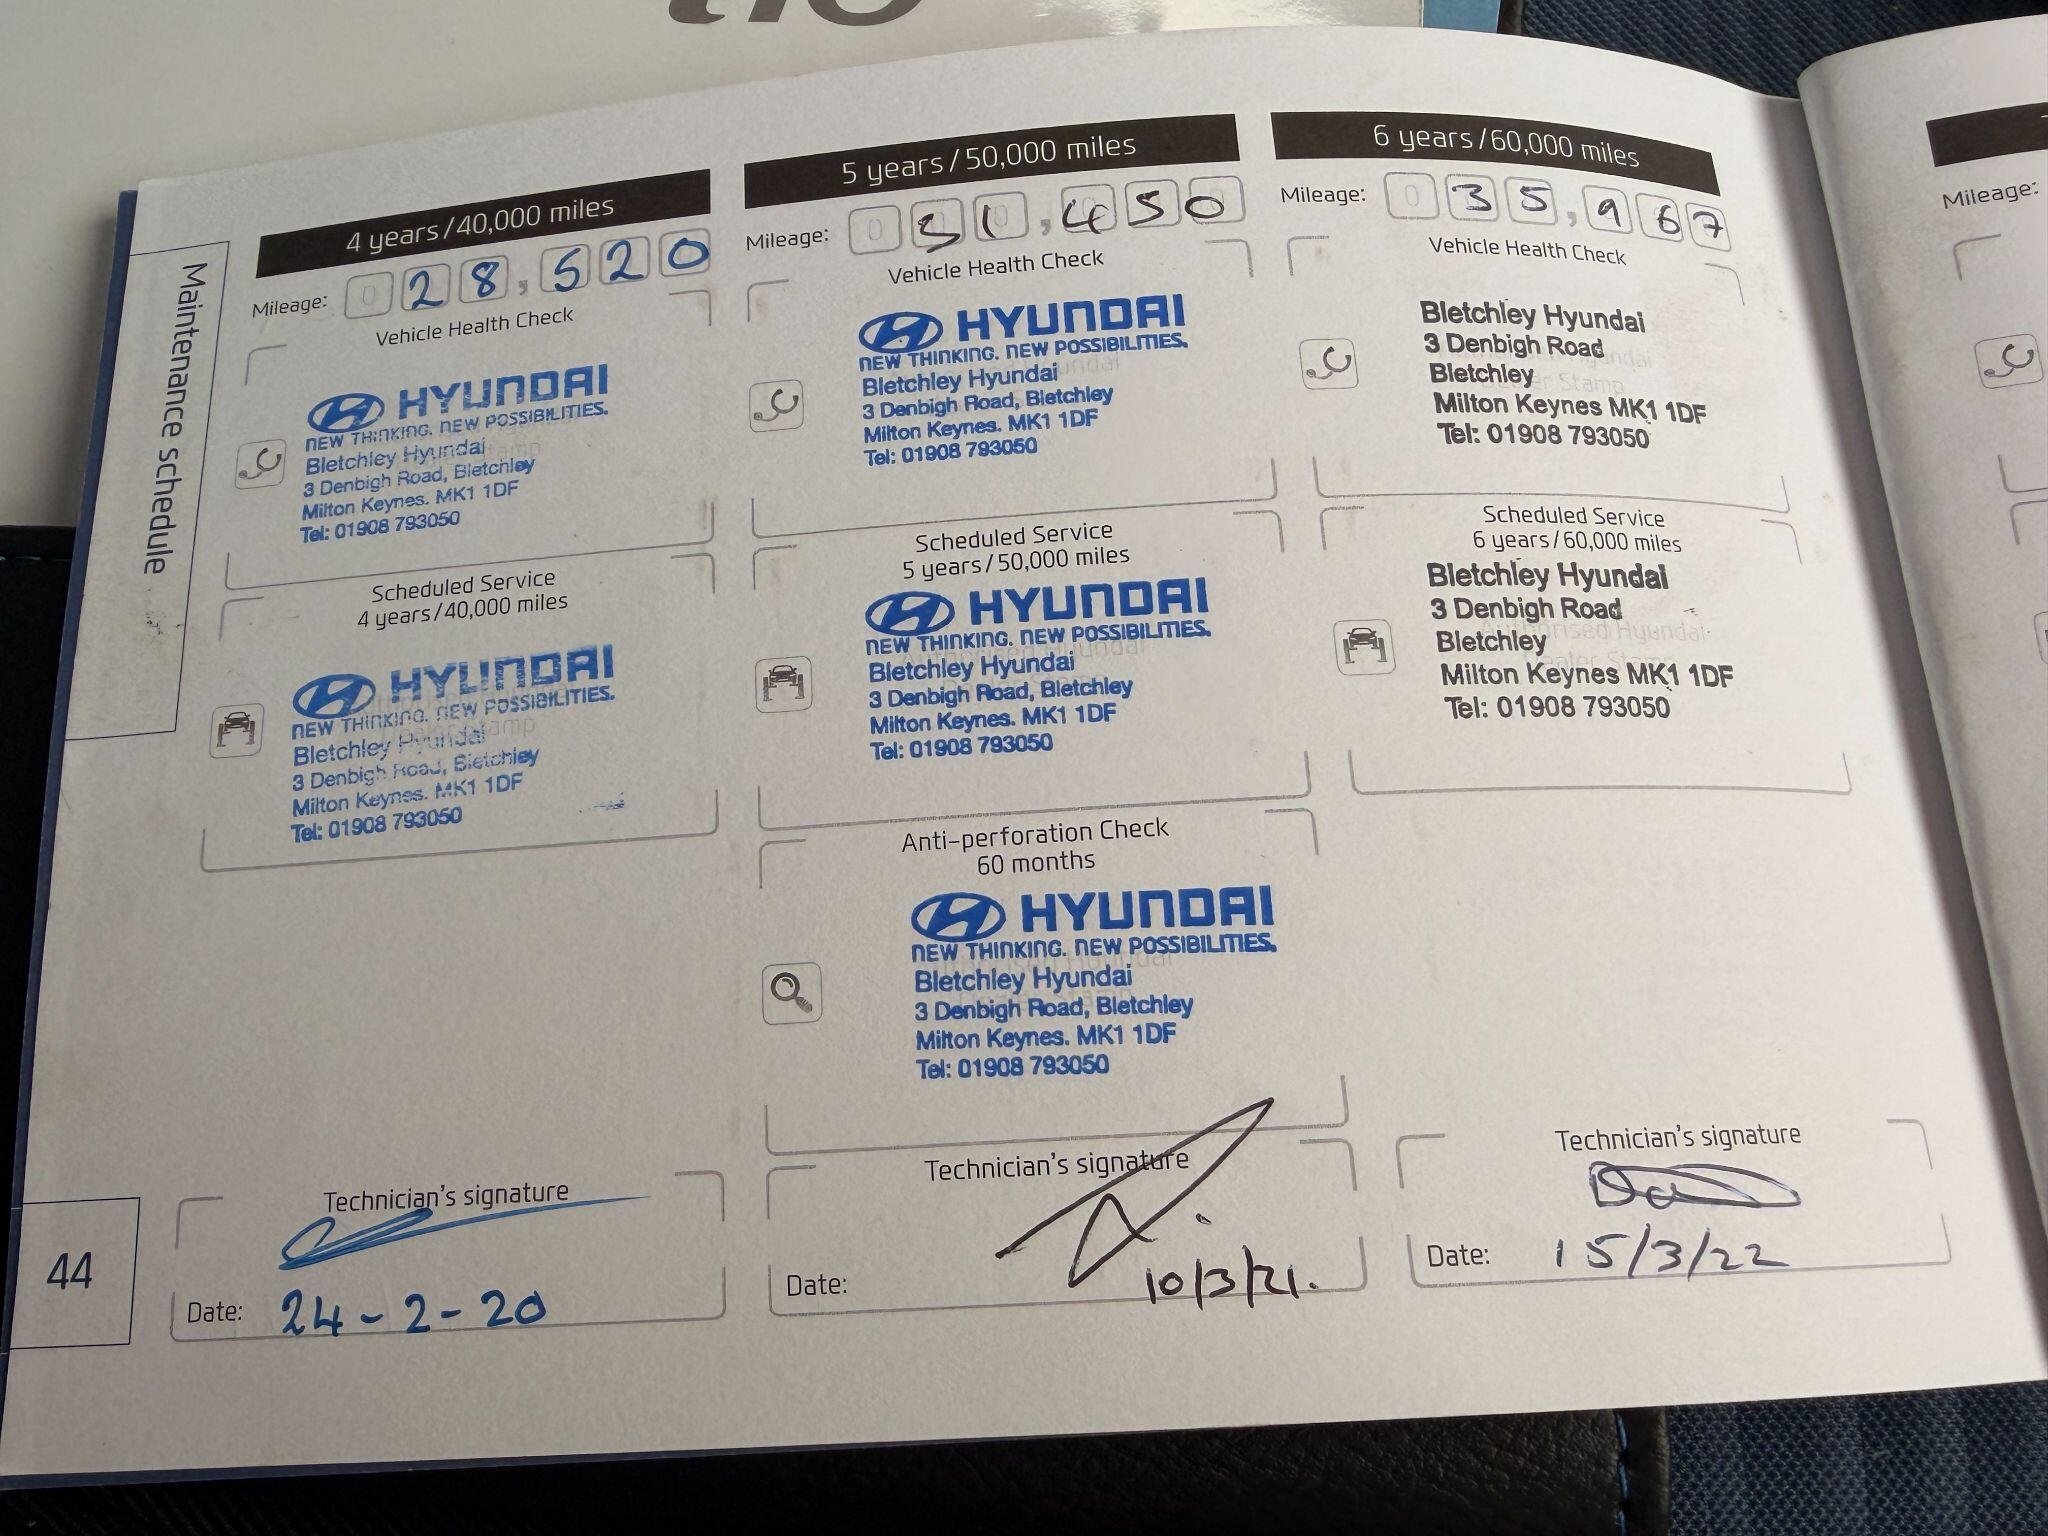 Maintenance schedule
4 years/40,000 miles
Mileage: 028,520
Vehicle Health Check
HYUNDAI
NEW THINKING. NEW POSSIBILITIES.
Bletchley Hyundai
3 Denbigh Road, Bletchley
Milton Keynes. MK1 1DF
Tel: 01908 793050
Scheduled Service
4 years/40,000 miles
HYUNDAI
NEW THINKING. NEW POSSIBILITIES.
Bletchley Hyundai
3 Denbigh Road, Bletchley
Milton Keynes. MK1 1DF
Tel: 01908 793050
Technician's signature
Date: 24-2-20
5 years/50,000 miles
Mileage: 031,450
Vehicle Health Check
HYUNDAI
NEW THINKING. NEW POSSIBILITIES.
Bletchley Hyundai
3 Denbigh Road, Bletchley
Milton Keynes. MK1 1DF
Tel: 01908 793050
Scheduled Service
5 years/50,000 miles
HYUNDAI
NEW THINKING. NEW POSSIBILITIES.
Bletchley Hyundai
3 Denbigh Road, Bletchley
Milton Keynes. MK1 1DF
Tel: 01908 793050
Anti-perforation Check
60 months
HYUNDAI
NEW THINKING. NEW POSSIBILITIES.
Bletchley Hyundai
3 Denbigh Road, Bletchley
Milton Keynes. MK1 1DF
Tel: 01908 793050
Technician's signature
Date: 10/3/21.
6 years/60,000 miles
Mileage: 035,967
Vehicle Health Check
Bletchley Hyundai
3 Denbigh Road
Bletchley
Milton Keynes MK1 1DF
Tel: 01908 793050
Scheduled Service
6 years/60,000 miles
Bletchley Hyundai
3 Denbigh Road
Bletchley
Milton Keynes MK1 1DF
Tel: 01908 793050
Technician's signature
Date: 15/3/22
44
Mileage: